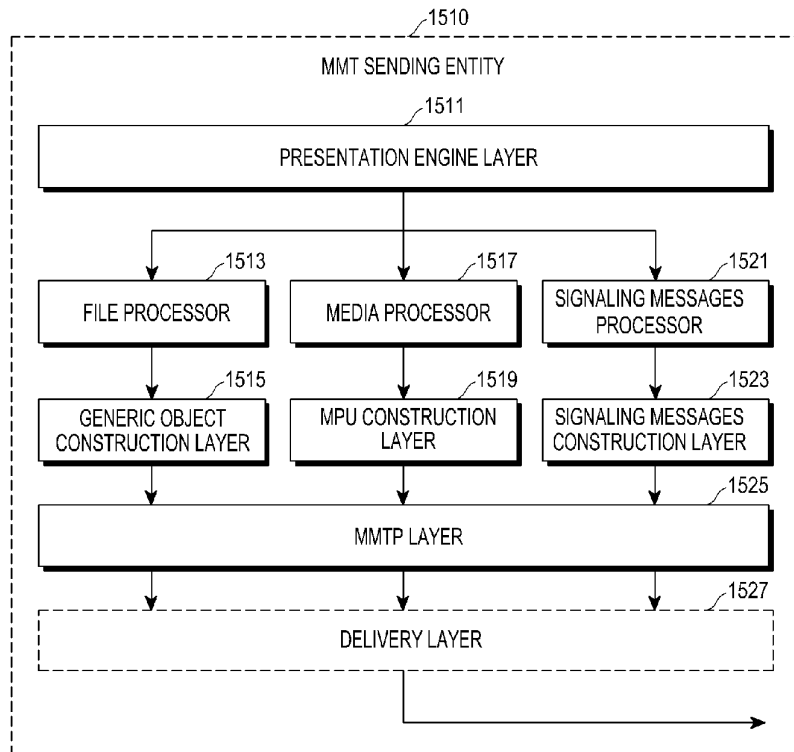 1510
MMT SENDING ENTITY
1511
PRESENTATION ENGINE LAYER
1513
1517
1521
FILE PROCESSOR
MEDIA PROCESSOR
SIGNALING MESSAGES
PROCESSOR
1515
1519
1523
GENERIC OBJECT
CONSTRUCTION LAYER
MPU CONSTRUCTION
LAYER
SIGNALING MESSAGES
CONSTRUCTION LAYER
1525
MMTP LAYER
1527
DELIVERY LAYER